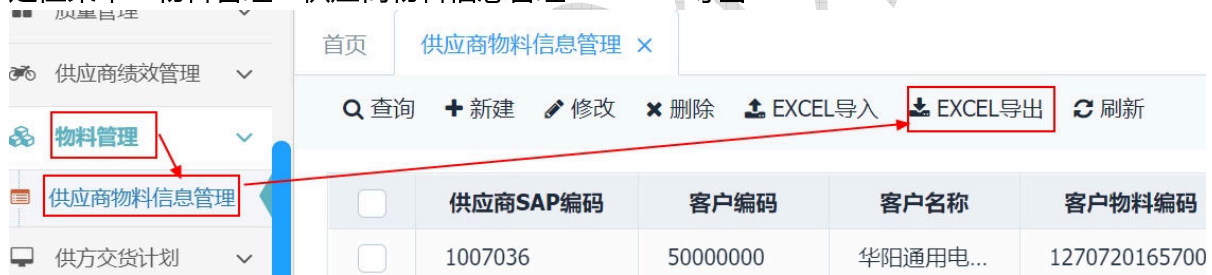 质量管理
首页 供应商物料信息管理 ×
供应商绩效管理
查询 新建 修改 删除 EXCEL导入 EXCEL导出 刷新
物料管理
供应商物料信息管理
供应商SAP编码 客户编码 客户名称 客户物料编码
供方交货计划
1007036 50000000 华阳通用电... 1270720165700